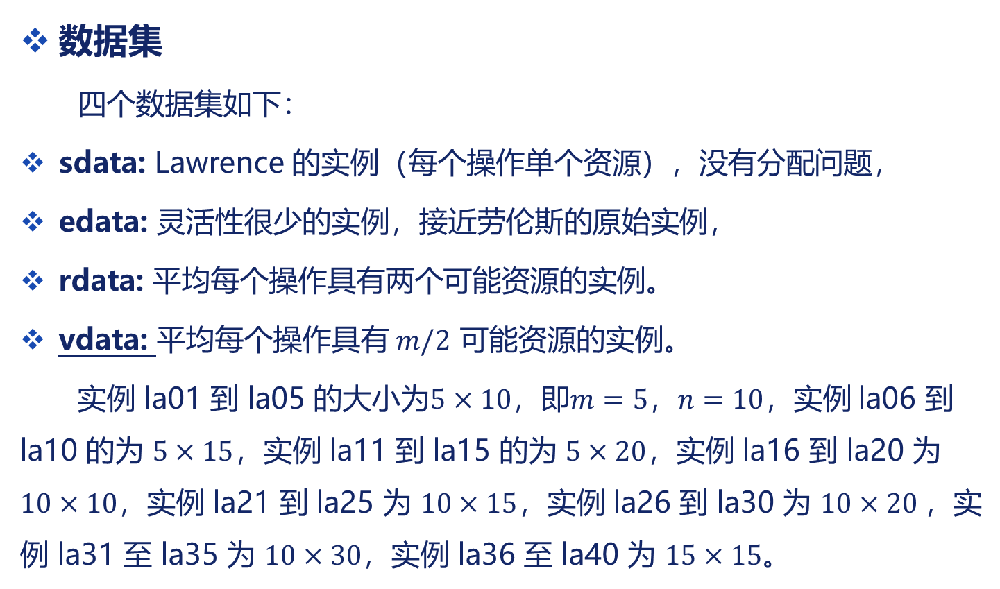 ❖ 数据集
四个数据集如下：
❖ sdata: Lawrence 的实例（每个操作单个资源），没有分配问题，
❖ edata: 灵活性很少的实例，接近劳伦斯的原始实例，
❖ rdata: 平均每个操作具有两个可能资源的实例。
❖ vdata: 平均每个操作具有 m/2 可能资源的实例。
实例 la01 到 la05 的大小为5 × 10，即m = 5，n = 10，实例 la06 到
la10 的为 5 × 15，实例 la11 到 la15 的为 5 × 20，实例 la16 到 la20 为
10 × 10，实例 la21 到 la25 为 10 × 15，实例 la26 到 la30 为 10 × 20 ，实
例 la31 至 la35 为 10 × 30，实例 la36 至 la40 为 15 × 15。